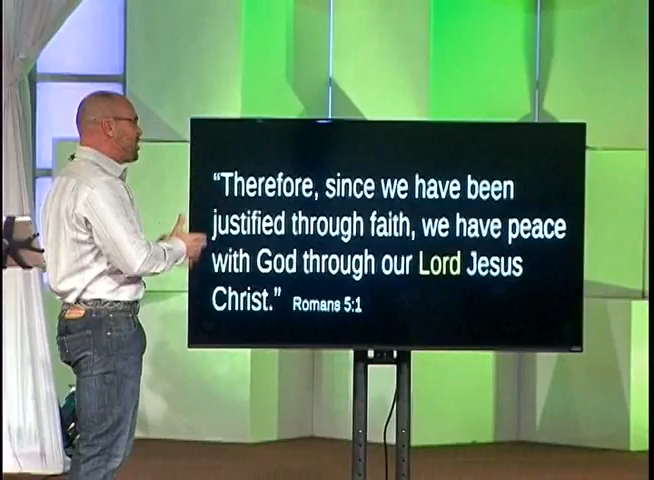 “Therefore, since we have been
justified through faith, we have peace
with God through our Lord Jesus
Christ.” Romans 5:1